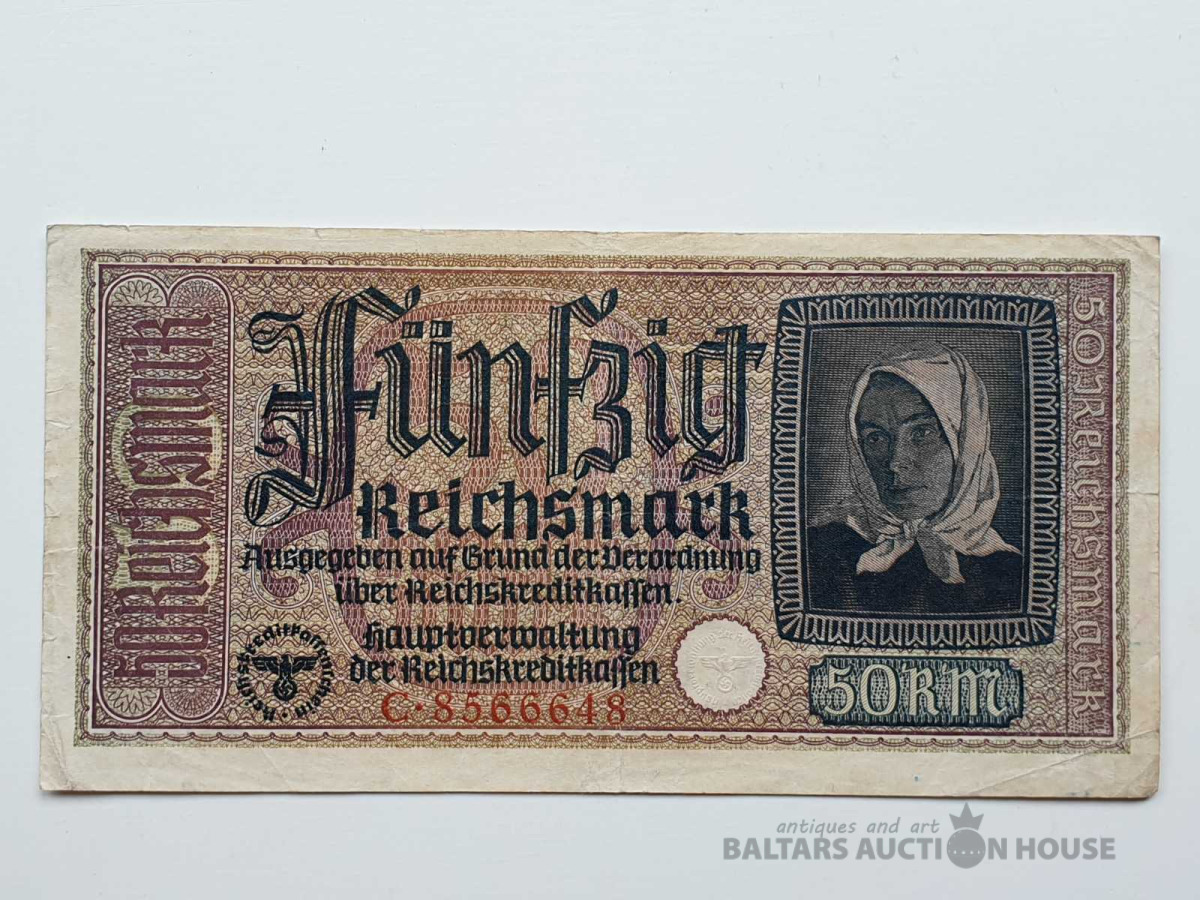 50 Reichsmark
Fünfzig
Reichsmark
Ausgegeben auf Grund der Verordnung
über Reichskreditkassen.
Hauptverwaltung
der Reichskreditkassen
C·8566648
Reichskreditkassenschein
50 RM
50 Reichsmark
antiques and art
BALTARS AUCTION HOUSE